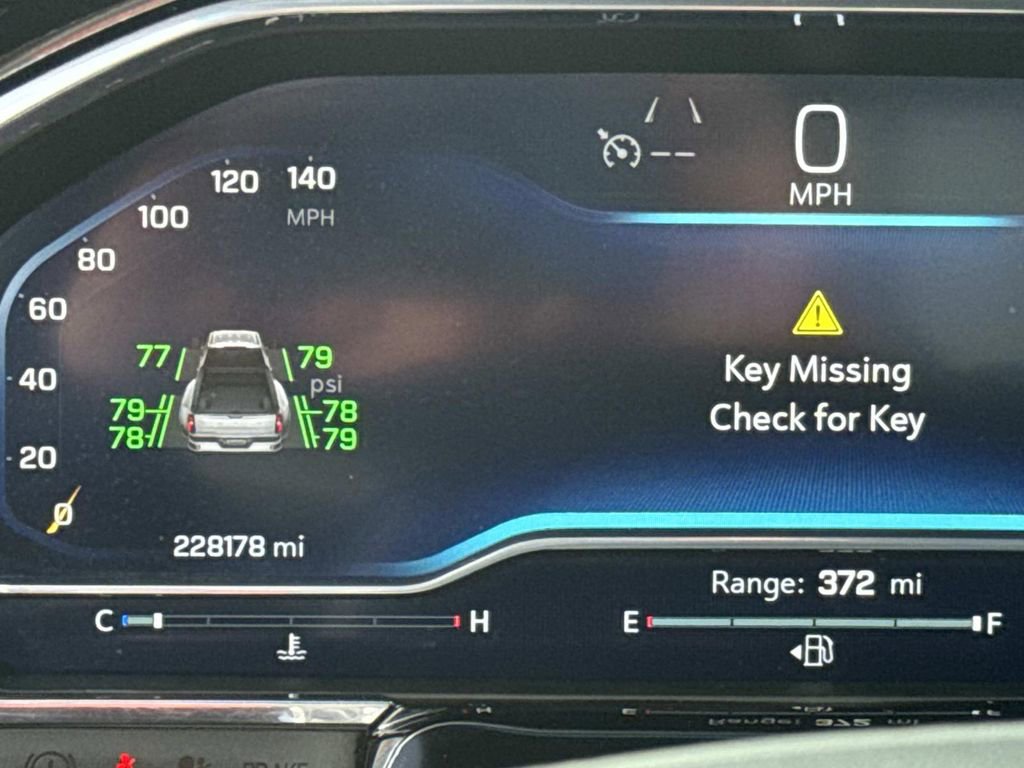 0
MPH
120 140
100
MPH
80
60
40
20
0
77 79
psi
79 78
78 79
228178 mi
Key Missing
Check for Key
Range: 372 mi
C H
E F
BRAKE